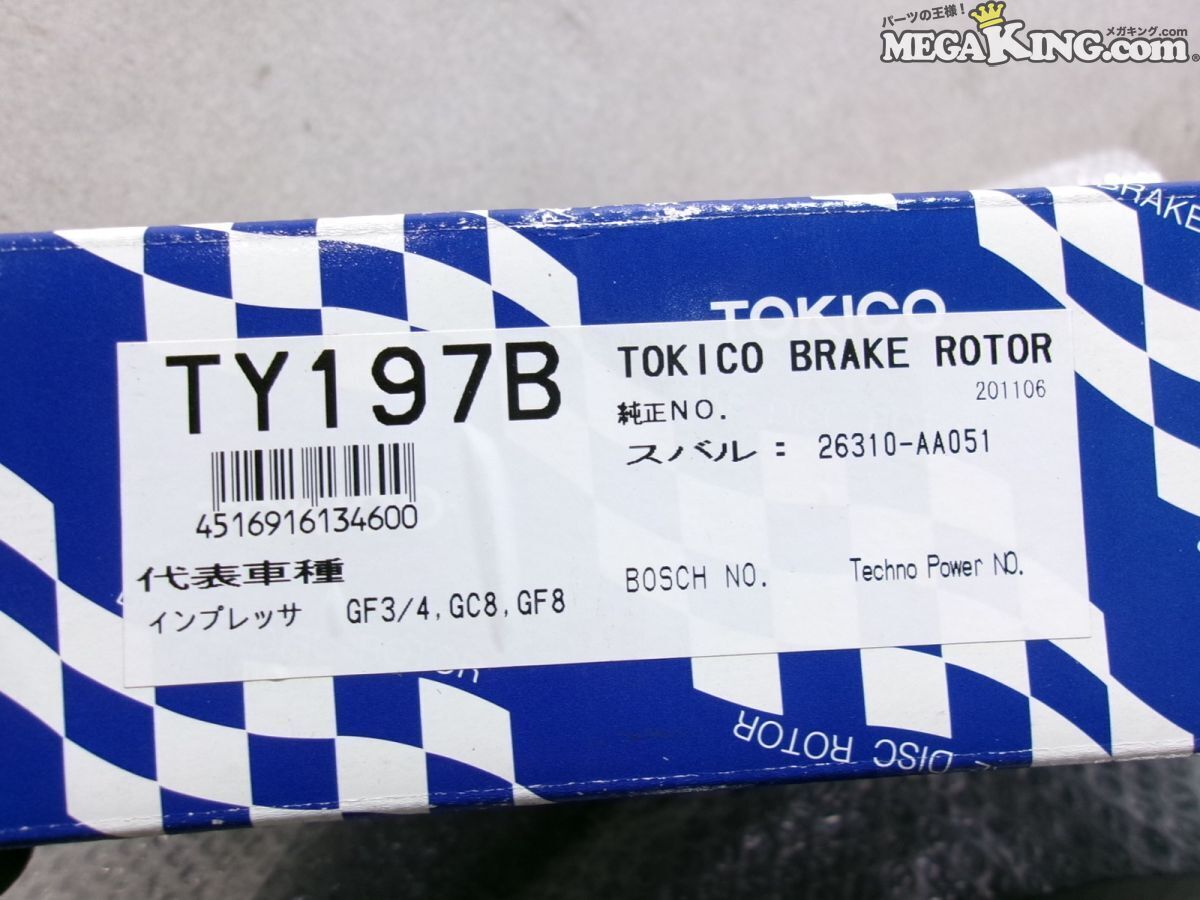 パーツの王様!
メガキング.com
MEGAKING.com®
BRAKE
TOKICO
TY197B
TOKICO BRAKE ROTOR
201106
純正NO.
スバル: 26310-AA051
4516916134600
代表車種
インプレッサ GF3/4,GC8,GF8
BOSCH NO. Techno Power NO.
DISC ROTOR